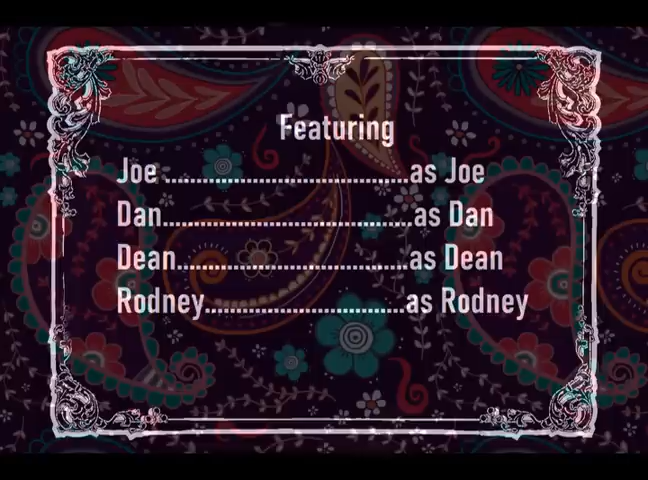 Featuring
Joe ........................................as Joe
Dan.........................................as Dan
Dean......................................as Dean
Rodney.................................as Rodney